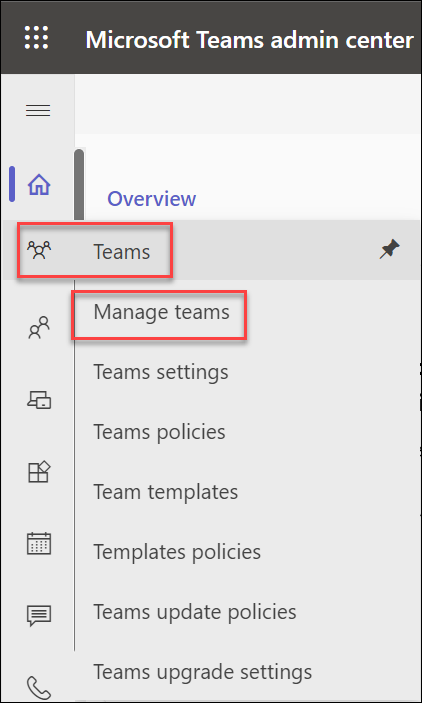 Microsoft Teams admin center
Overview
Teams
Manage teams
Teams settings
Teams policies
Team templates
Templates policies
Teams update policies
Teams upgrade settings